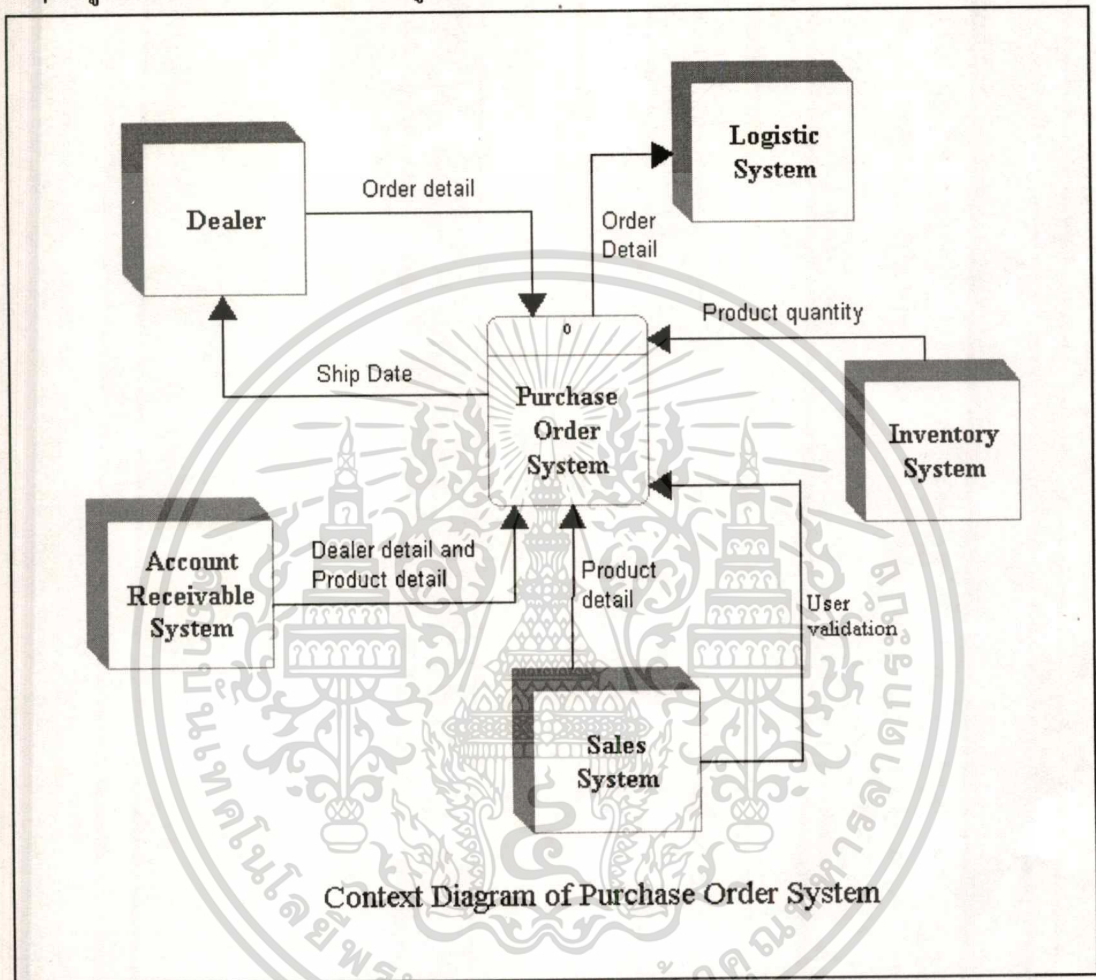 Logistic
System
Order detail
Dealer
Order
Detail
Product quantity
0
Ship Date
Purchase
Order
System
Inventory
System
Account
Receivable
System
Dealer detail and
Product detail
Product
detail
User
validation
Sales
System
Context Diagram of Purchase Order System